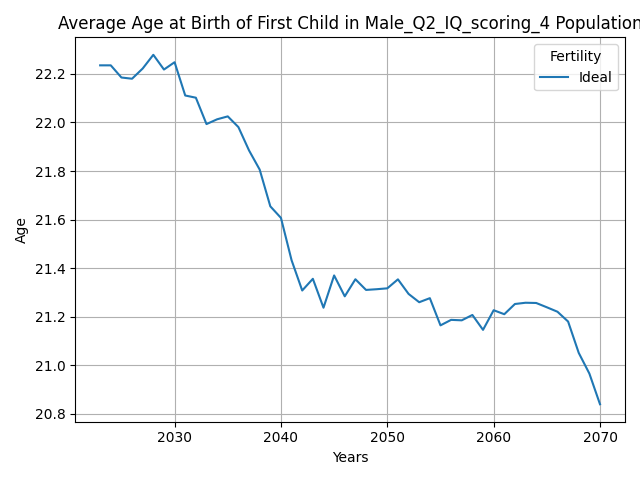 Average Age at Birth of First Child in Male_Q2_IQ_scoring_4 Population
Fertility
Ideal
22.2
22.0
21.8
21.6
21.4
21.2
21.0
20.8
Age
2030 2040 2050 2060 2070
Years